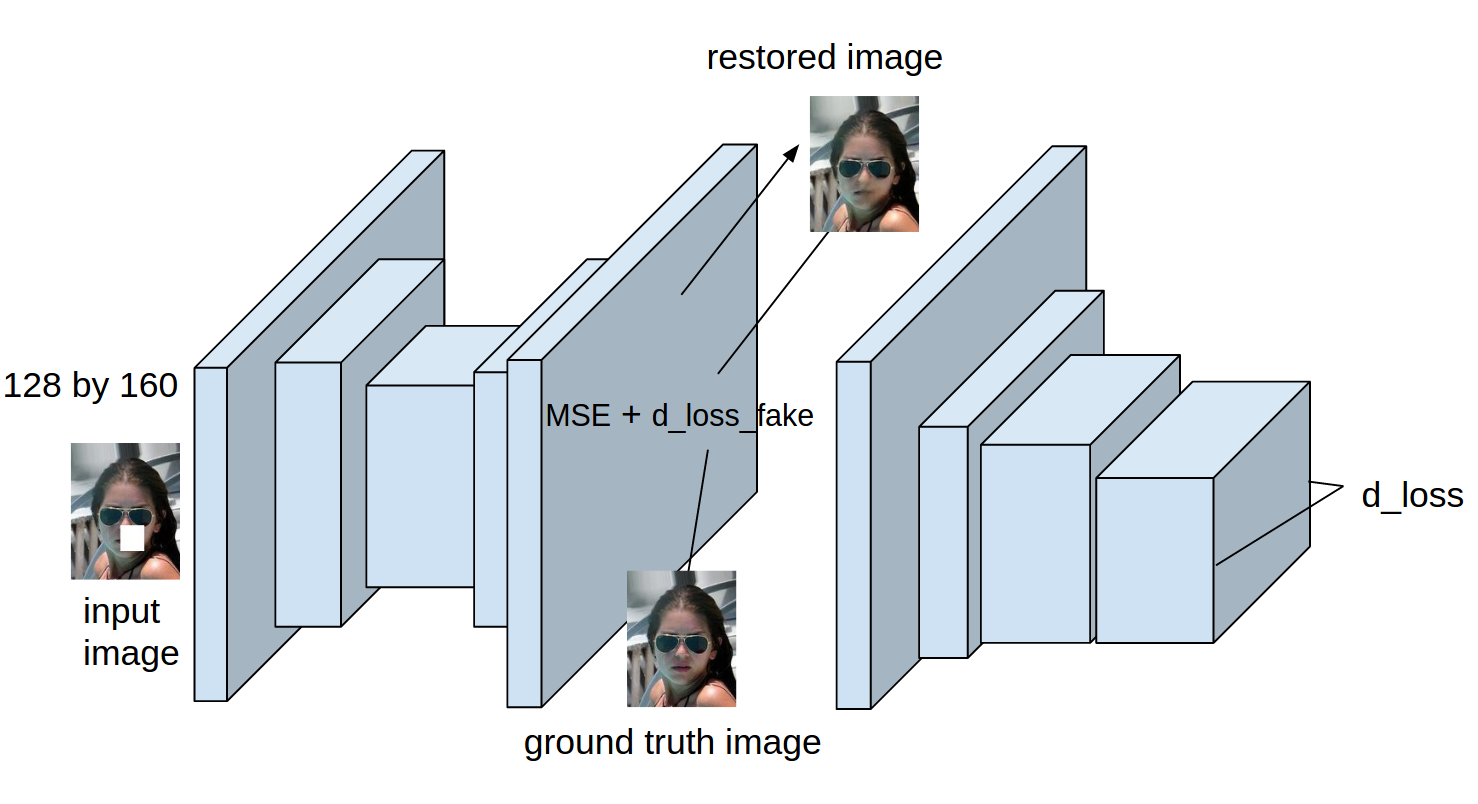 restored image
128 by 160
MSE + d_loss_fake
d_loss
input
image
ground truth image